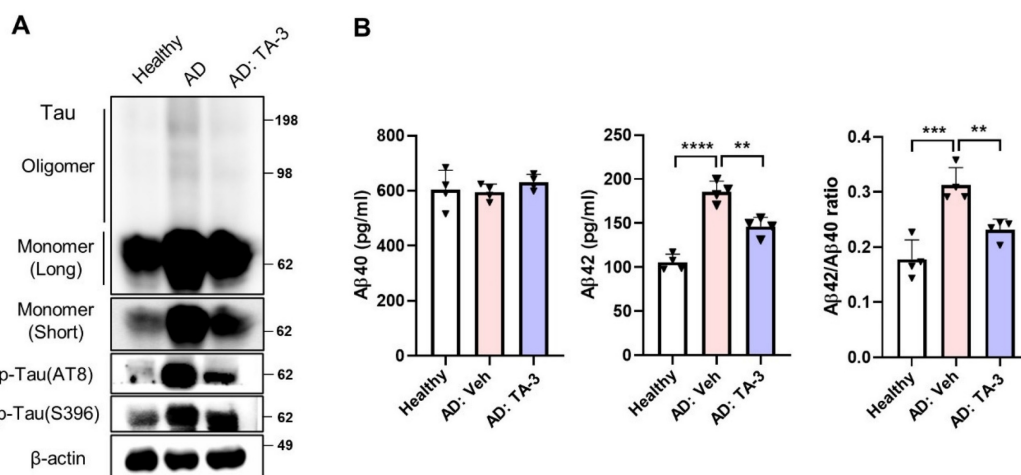 A
Healthy
AD
AD: TA-3
Tau
Oligomer
Monomer
(Long)
Monomer
(Short)
p-Tau(AT8)
p-Tau(S396)
β-actin
198
98
62
62
62
62
49
B
Aβ40 (pg/ml)
800
600
400
200
0
Healthy
AD: Veh
AD: TA-3
Aβ42 (pg/ml)
250
200
150
100
50
0
****
**
Healthy
AD: Veh
AD: TA-3
Aβ42/Aβ40 ratio
0.4
0.3
0.2
0.1
0.0
***
**
Healthy
AD: Veh
AD: TA-3